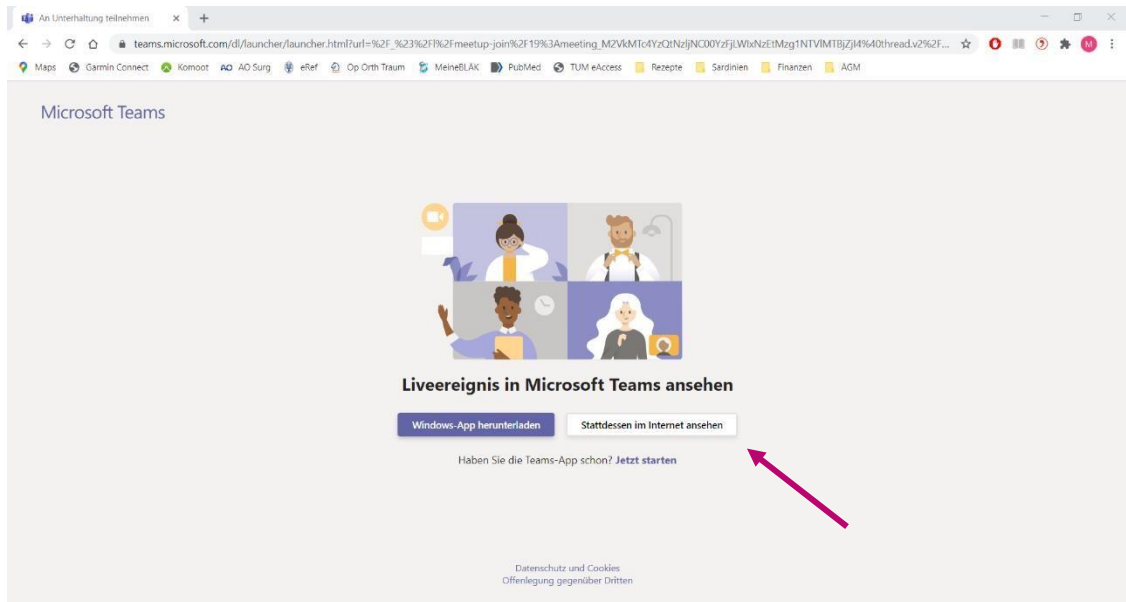 An Unterhaltung teilnehmen
teams.microsoft.com/dl/launcher/launcher.html?url=%2F_%23%2Fl%2Fmeetup-join%2F19%3Ameeting_M2VkMTc4YzQtNzljNC00YzFjLWIxNzEtMzg1NTVlMTBjZjI4%40thread.v2%2F...
M
Maps Garmin Connect Komoot AO AO Surg eRef Op Orth Traum MeineBLÄK PubMed TUM eAccess Rezepte Sardinien Finanzen AGM
Microsoft Teams
Liveereignis in Microsoft Teams ansehen
Windows-App herunterladen Stattdessen im Internet ansehen
Haben Sie die Teams-App schon? Jetzt starten
Datenschutz und Cookies
Offenlegung gegenüber Dritten